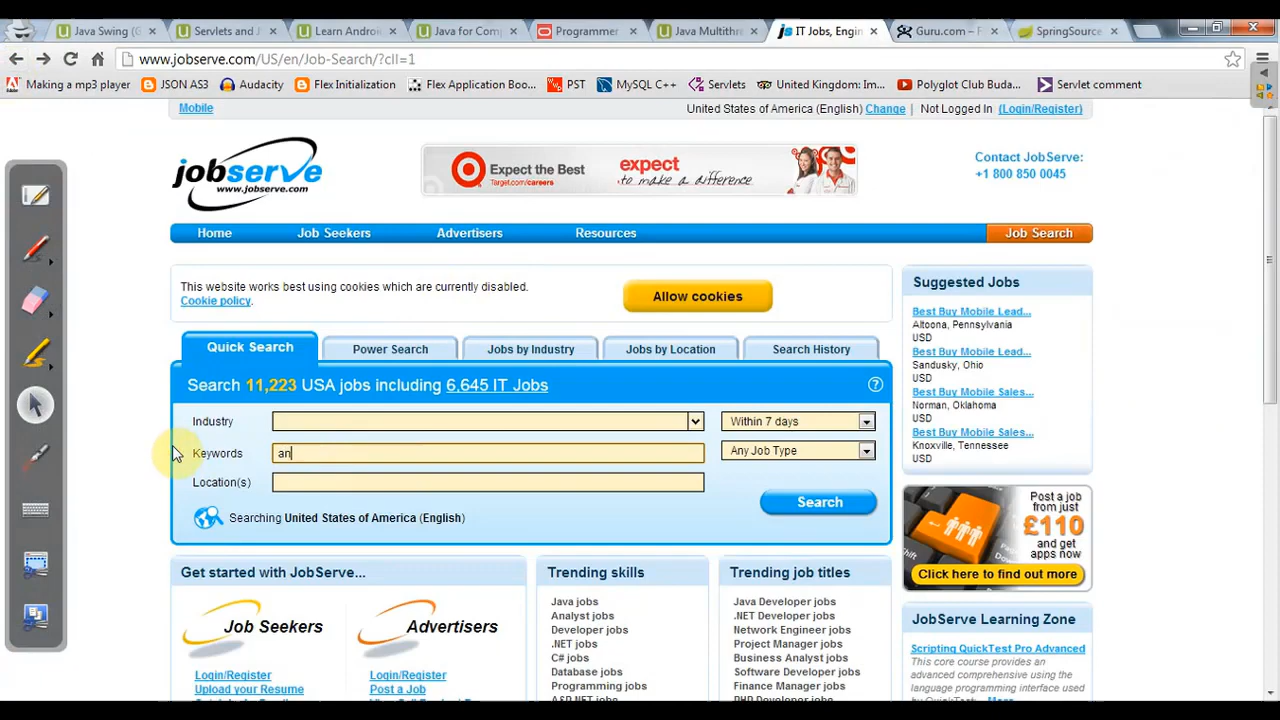 Java Swing (G
Servlets and J
Learn Androi
Java for Comp
Programmer
Java Multithre
IT Jobs, Engin
Guru.com – F
SpringSource
www.jobserve.com/US/en/Job-Search/?cll=1
Making a mp3 player
JSON AS3
Audacity
Flex Initialization
Flex Application Boo...
PST
MySQL C++
Servlets
United Kingdom: Im...
Polyglot Club Buda...
Servlet comment
Mobile
United States of America (English) Change | Not Logged In (Login/Register)
jobserve
www.jobserve.com
Expect the Best
Target.com/careers
expect
...to make a difference
Contact JobServe:
+1 800 850 0045
Home
Job Seekers
Advertisers
Resources
Job Search
This website works best using cookies which are currently disabled.
Cookie policy.
Allow cookies
Quick Search
Power Search
Jobs by Industry
Jobs by Location
Search History
Search 11,223 USA jobs including 6,645 IT Jobs
?
Industry
Within 7 days
Keywords
an
Any Job Type
Location(s)
Search
Searching United States of America (English)
Suggested Jobs
Best Buy Mobile Lead...
Altoona, Pennsylvania
USD
Best Buy Mobile Lead...
Sandusky, Ohio
USD
Best Buy Mobile Sales...
Norman, Oklahoma
USD
Best Buy Mobile Sales...
Knoxville, Tennessee
USD
Shift
Post a job
from just
£110
and get
apps now
Click here to find out more
Get started with JobServe...
Job Seekers
Login/Register
Upload your Resume
Advertisers
Login/Register
Post a Job
Trending skills
Java jobs
Analyst jobs
Developer jobs
.NET jobs
C# jobs
Database jobs
Programming jobs
Trending job titles
Java Developer jobs
.NET Developer jobs
Network Engineer jobs
Project Manager jobs
Business Analyst jobs
Software Developer jobs
Finance Manager jobs
JobServe Learning Zone
Scripting QuickTest Pro Advanced
This core course provides an
advanced comprehensive using the
language programming interface used